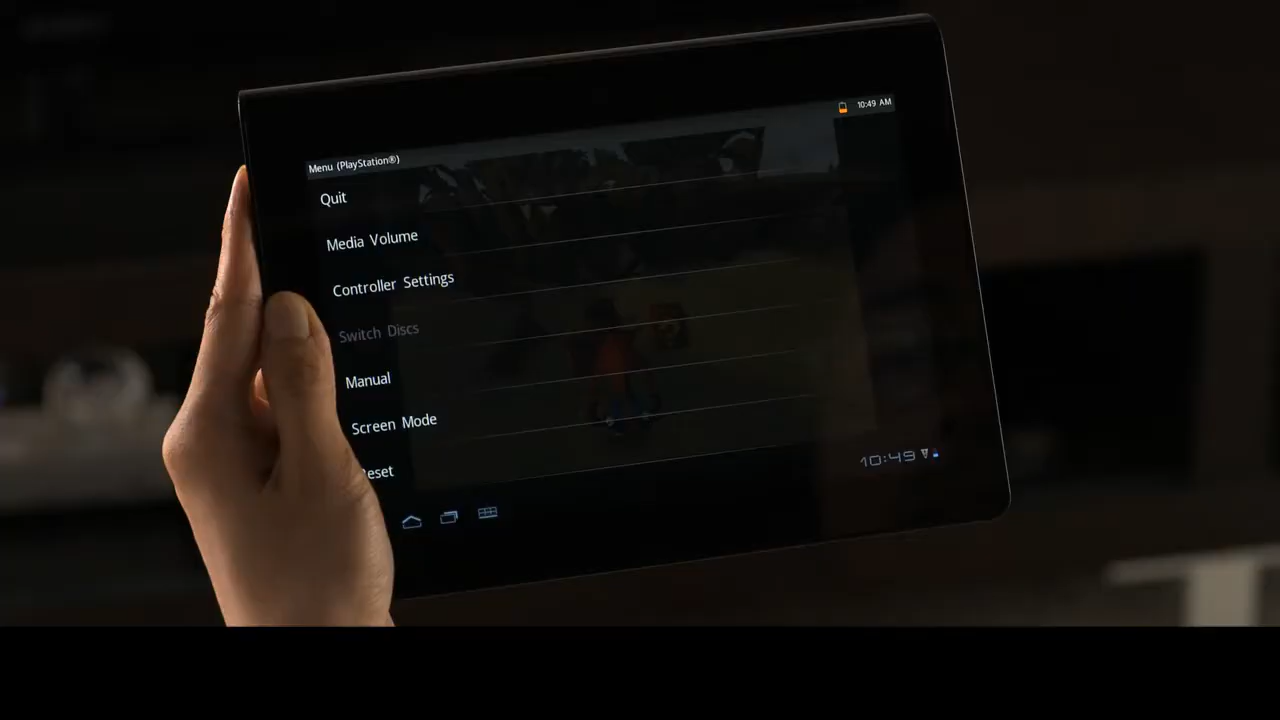 10:49 AM
Menu (PlayStation®)
Quit
Media Volume
Controller Settings
Switch Discs
Manual
Screen Mode
eset
10:49